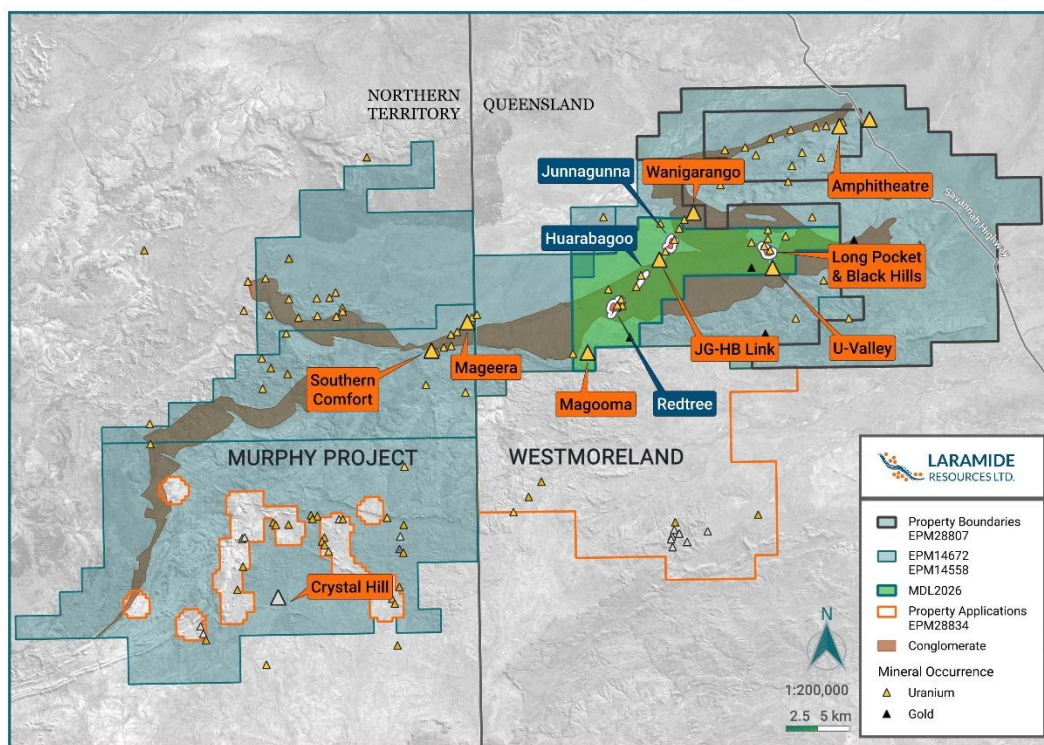 NORTHERN
TERRITORY
QUEENSLAND
Junnagunna
Wanigarango
Amphitheatre
Savannah Highway
Huarabagoo
Long Pocket
& Black Hills
Southern
Comfort
Mageera
JG-HB Link
U-Valley
Magooma
Redtree
MURPHY PROJECT
WESTMORELAND
Crystal Hill
LARAMIDE
RESOURCES LTD.
Property Boundaries
EPM28807
EPM14672
EPM14558
MDL2026
Property Applications
EPM28834
Conglomerate
Mineral Occurrence
Uranium
Gold
N
1:200,000
2.5 5 km